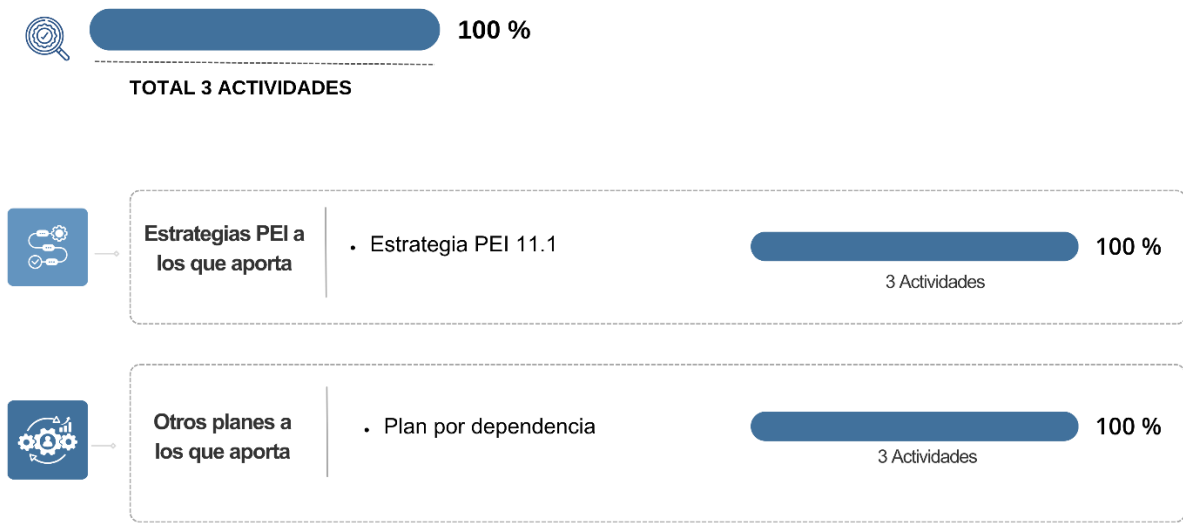 100 %
TOTAL 3 ACTIVIDADES
Estrategias PEI a
los que aporta
• Estrategia PEI 11.1
100 %
3 Actividades
Otros planes a
los que aporta
• Plan por dependencia
100 %
3 Actividades